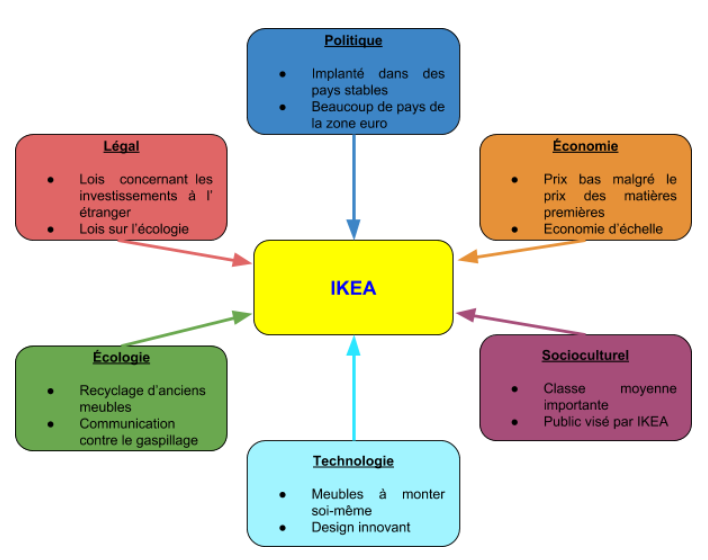 Politique
● Implanté dans des
pays stables
● Beaucoup de pays de
la zone euro
Légal
● Lois concernant les
investissements à l’
étranger
● Lois sur l’écologie
Économie
● Prix bas malgré le
prix des matières
premières
● Economie d’échelle
IKEA
Écologie
● Recyclage d’anciens
meubles
● Communication
contre le gaspillage
Socioculturel
● Classe moyenne
importante
● Public visé par IKEA
Technologie
● Meubles à monter
soi-même
● Design innovant